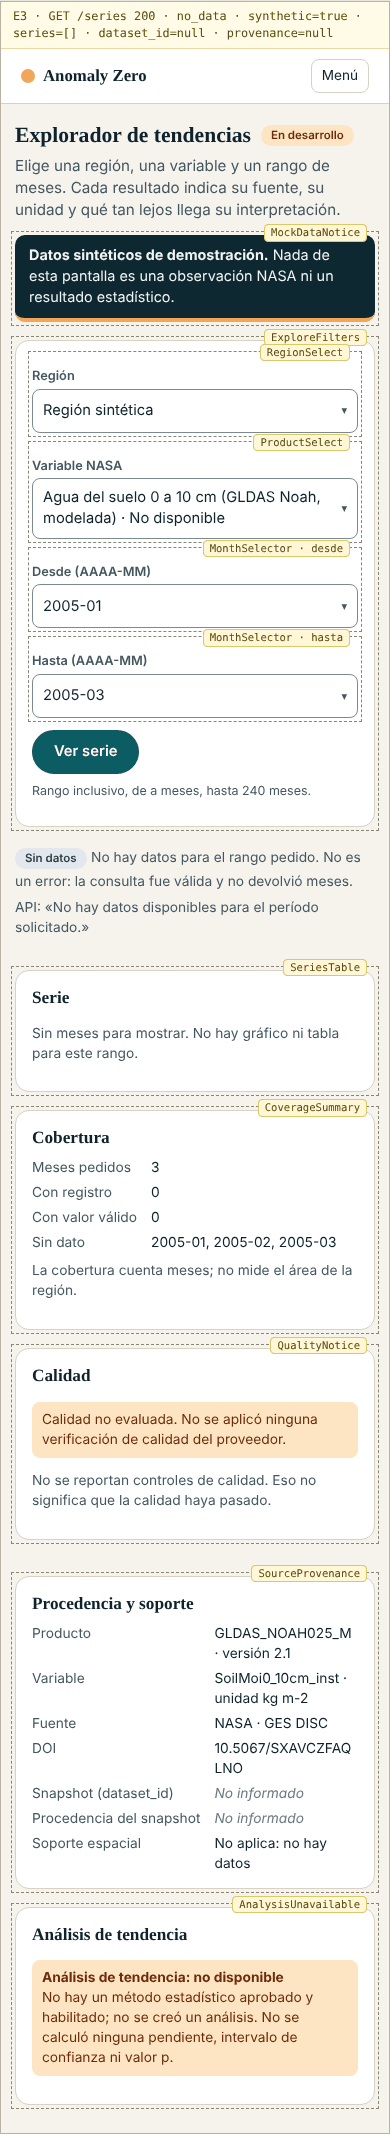 E3 · GET /series 200 · no_data · synthetic=true ·
series=[] · dataset_id=null · provenance=null
Anomaly Zero
Menú
Explorador de tendencias
En desarrollo
Elige una región, una variable y un rango de
meses. Cada resultado indica su fuente, su
unidad y qué tan lejos llega su interpretación.
MockDataNotice
Datos sintéticos de demostración. Nada de
esta pantalla es una observación NASA ni un
resultado estadístico.
ExploreFilters
RegionSelect
Región
Región sintética
ProductSelect
Variable NASA
Agua del suelo 0 a 10 cm (GLDAS Noah,
modelada) · No disponible
MonthSelector · desde
Desde (AAAA-MM)
2005-01
MonthSelector · hasta
Hasta (AAAA-MM)
2005-03
Ver serie
Rango inclusivo, de a meses, hasta 240 meses.
Sin datos No hay datos para el rango pedido. No es
un error: la consulta fue válida y no devolvió meses.
API: «No hay datos disponibles para el período
solicitado.»
SeriesTable
Serie
Sin meses para mostrar. No hay gráfico ni tabla
para este rango.
CoverageSummary
Cobertura
Meses pedidos 3
Con registro 0
Con valor válido 0
Sin dato 2005-01, 2005-02, 2005-03
La cobertura cuenta meses; no mide el área de la
región.
QualityNotice
Calidad
Calidad no evaluada. No se aplicó ninguna
verificación de calidad del proveedor.
No se reportan controles de calidad. Eso no
significa que la calidad haya pasado.
SourceProvenance
Procedencia y soporte
Producto GLDAS_NOAH025_M
· versión 2.1
Variable SoilMoi0_10cm_inst ·
unidad kg m-2
Fuente NASA · GES DISC
DOI 10.5067/SXAVCZFAQ
LNO
Snapshot (dataset_id) No informado
Procedencia del snapshot No informado
Soporte espacial No aplica: no hay
datos
AnalysisUnavailable
Análisis de tendencia
Análisis de tendencia: no disponible
No hay un método estadístico aprobado y
habilitado; no se creó un análisis. No se
calculó ninguna pendiente, intervalo de
confianza ni valor p.